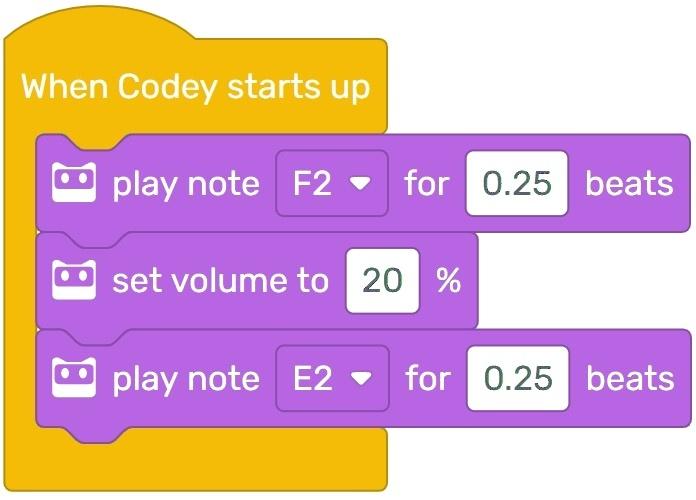 When Codey starts up
play note F2 for 0.25 beats
set volume to 20 %
play note E2 for 0.25 beats